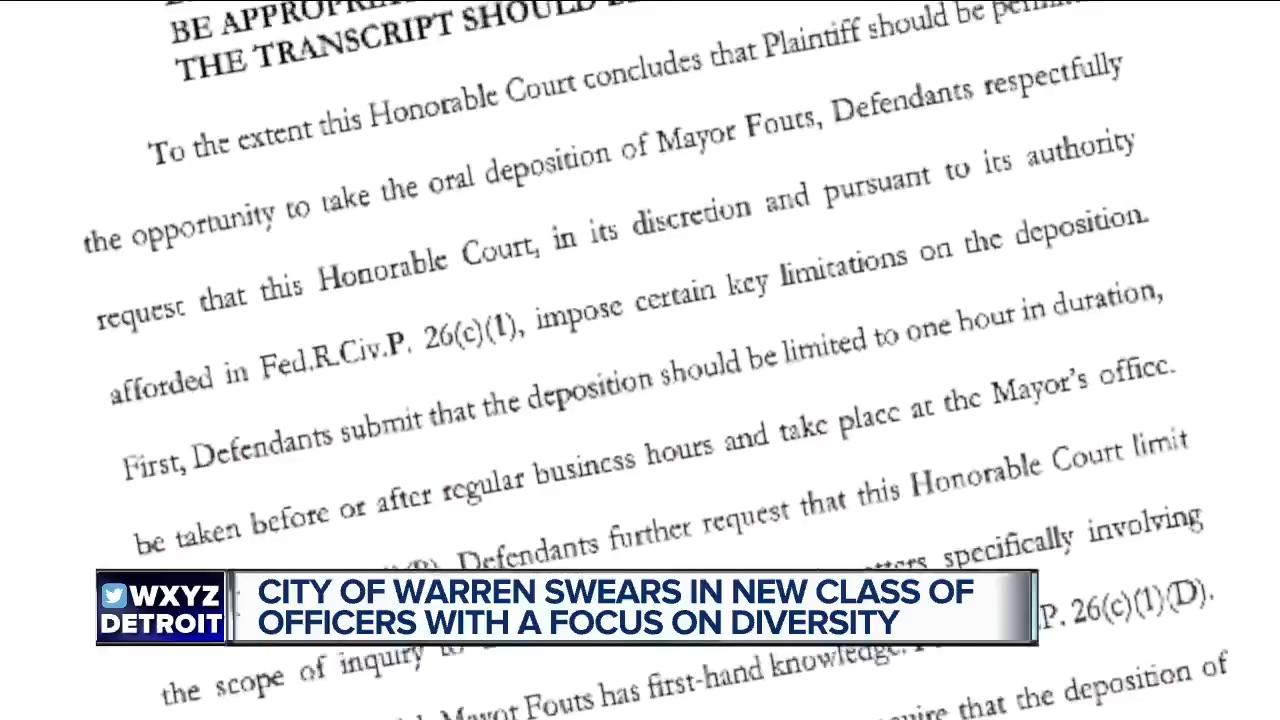 BE
THE TRANSCRIPT SHOULD
To the extent this Honorable Court concludes that Plaintiff should be
the opportunity to take the oral deposition of Mayor Fouts, Defendants respectfully
request that this Honorable Court, in its discretion and pursuant to its authority
afforded in Fed.R.Civ.P. 26(c)(1), impose certain key limitations on the deposition.
First, Defendants submit that the deposition should be limited to one hour in duration,
be taken before or after regular business hours and take place at the Mayor's office.
Defendants further request that this Honorable Court limit
specifically involving
P. 26(c)(1)(D).
the scope of inquiry
Mayor Fouts has first-hand knowledge.
that the deposition of
WXYZ
DETROIT
CITY OF WARREN SWEARS IN NEW CLASS OF
OFFICERS WITH A FOCUS ON DIVERSITY